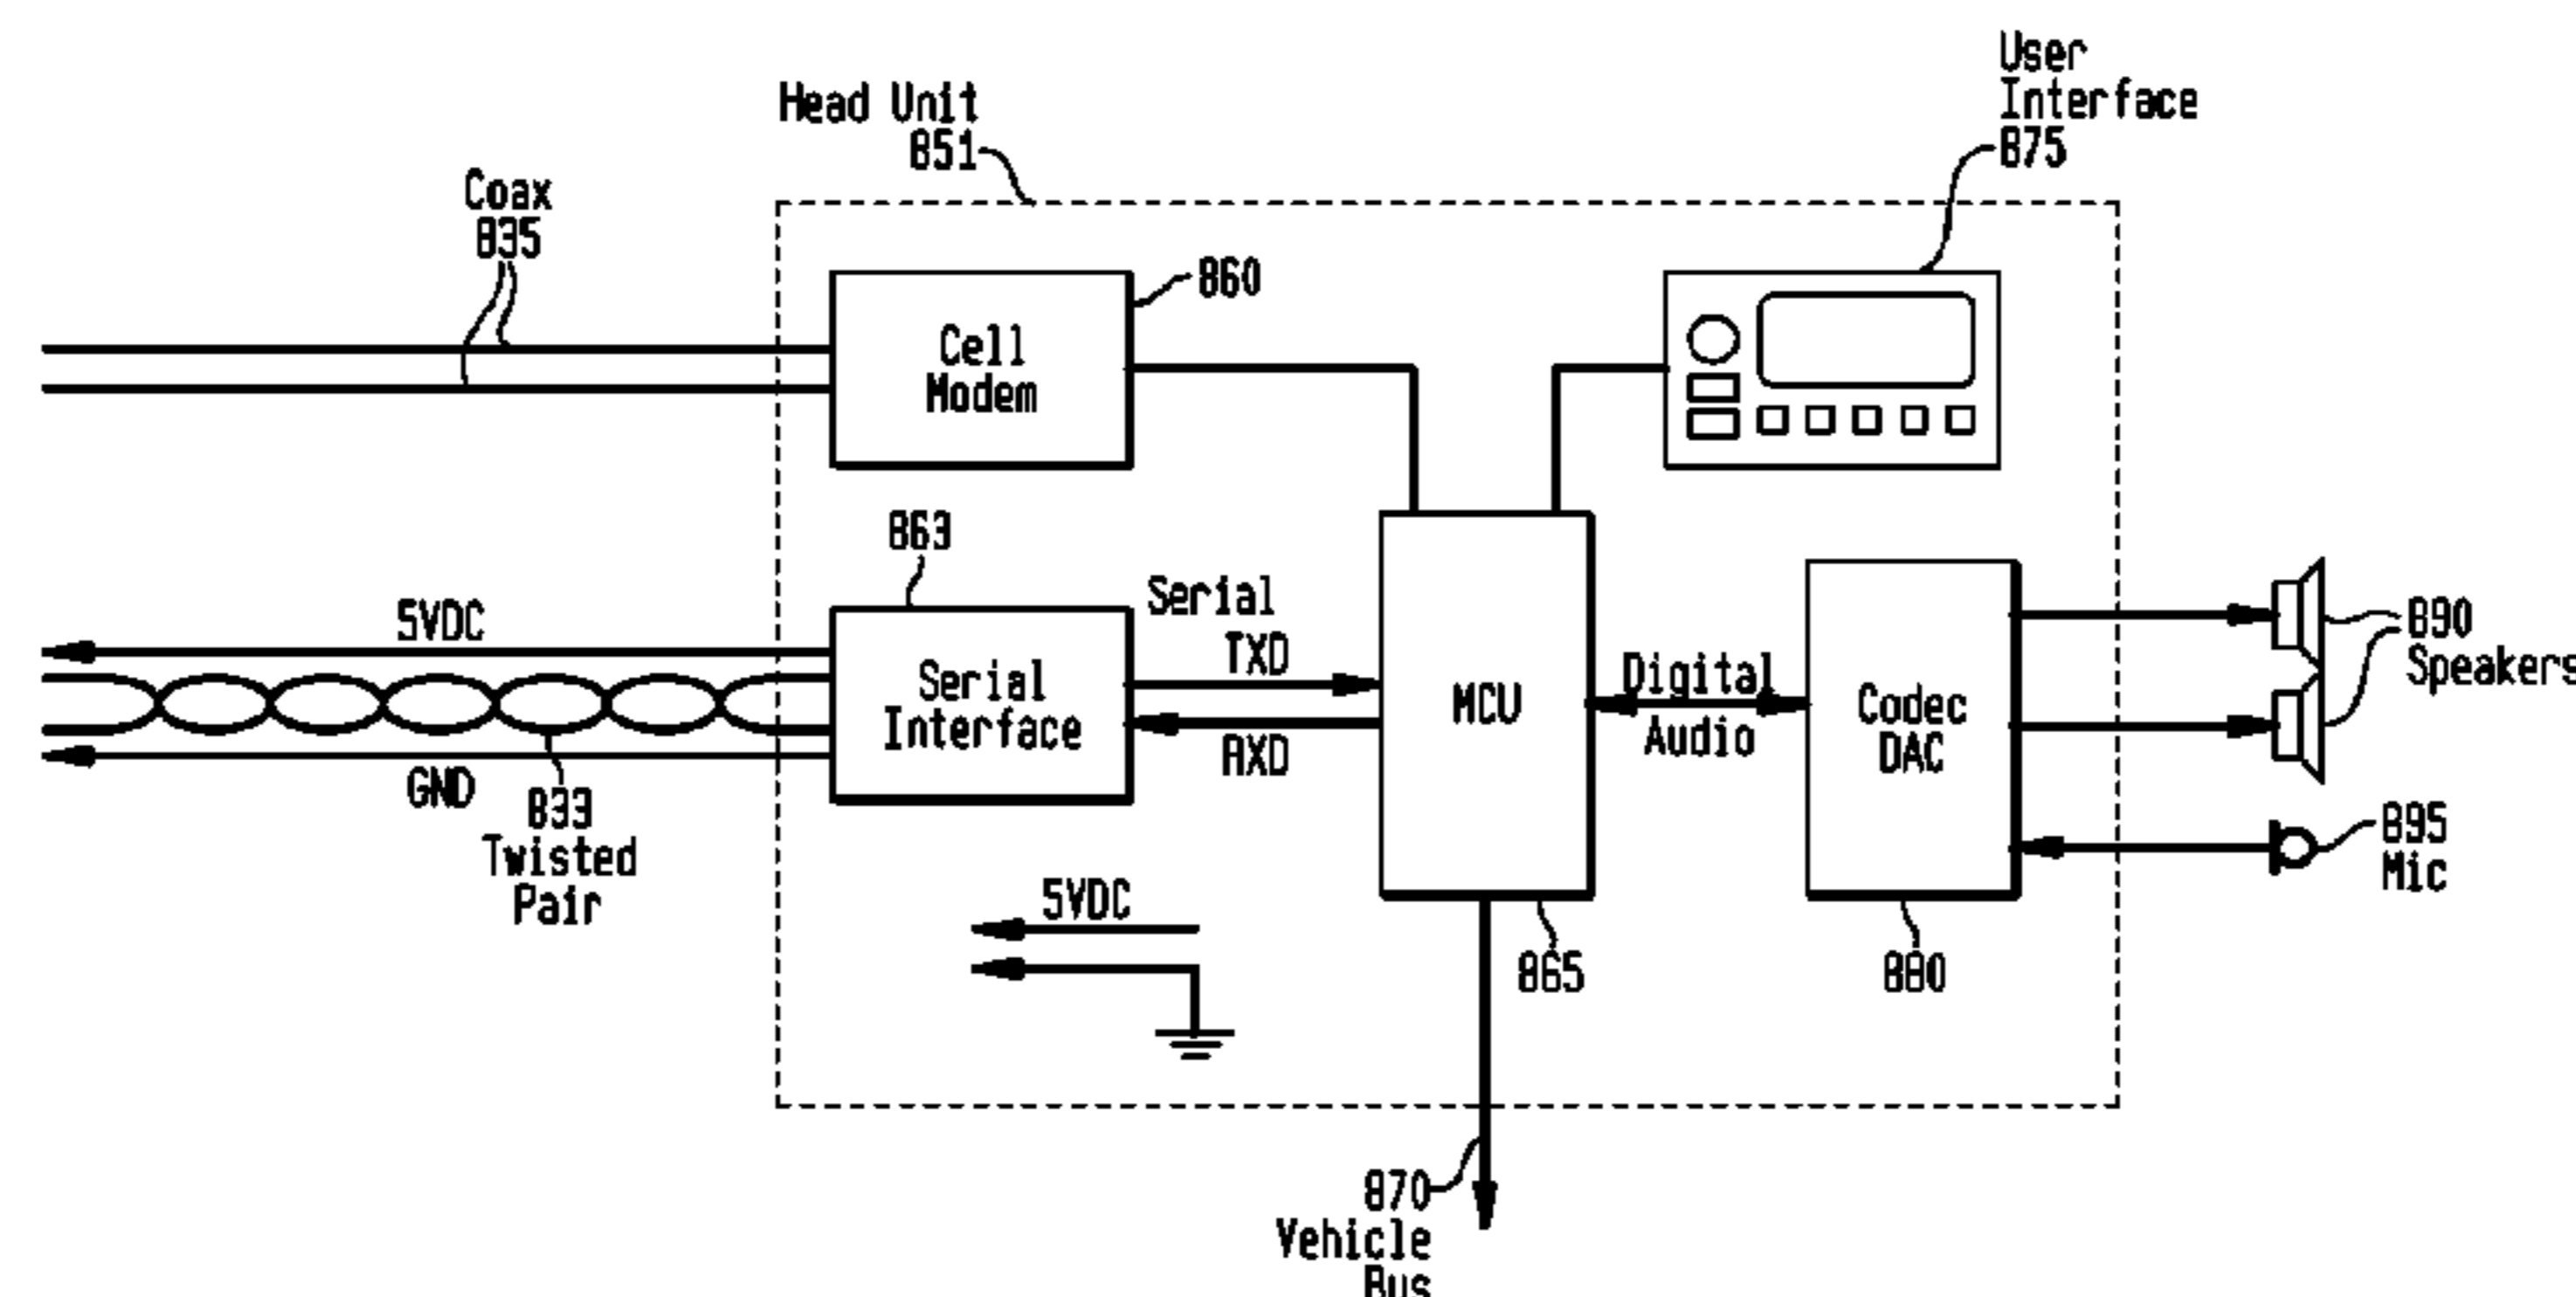 User
Interface
875
Head Unit
851
Coax
835
860
Cell
Modem
863
Serial
5VDC
TXD
Serial
Interface
RXD
GND
833
Twisted
Pair
MCU
Digital
Audio
Codec
DAC
890
Speakers
895
Mic
5VDC
865
880
870
Vehicle
Bus